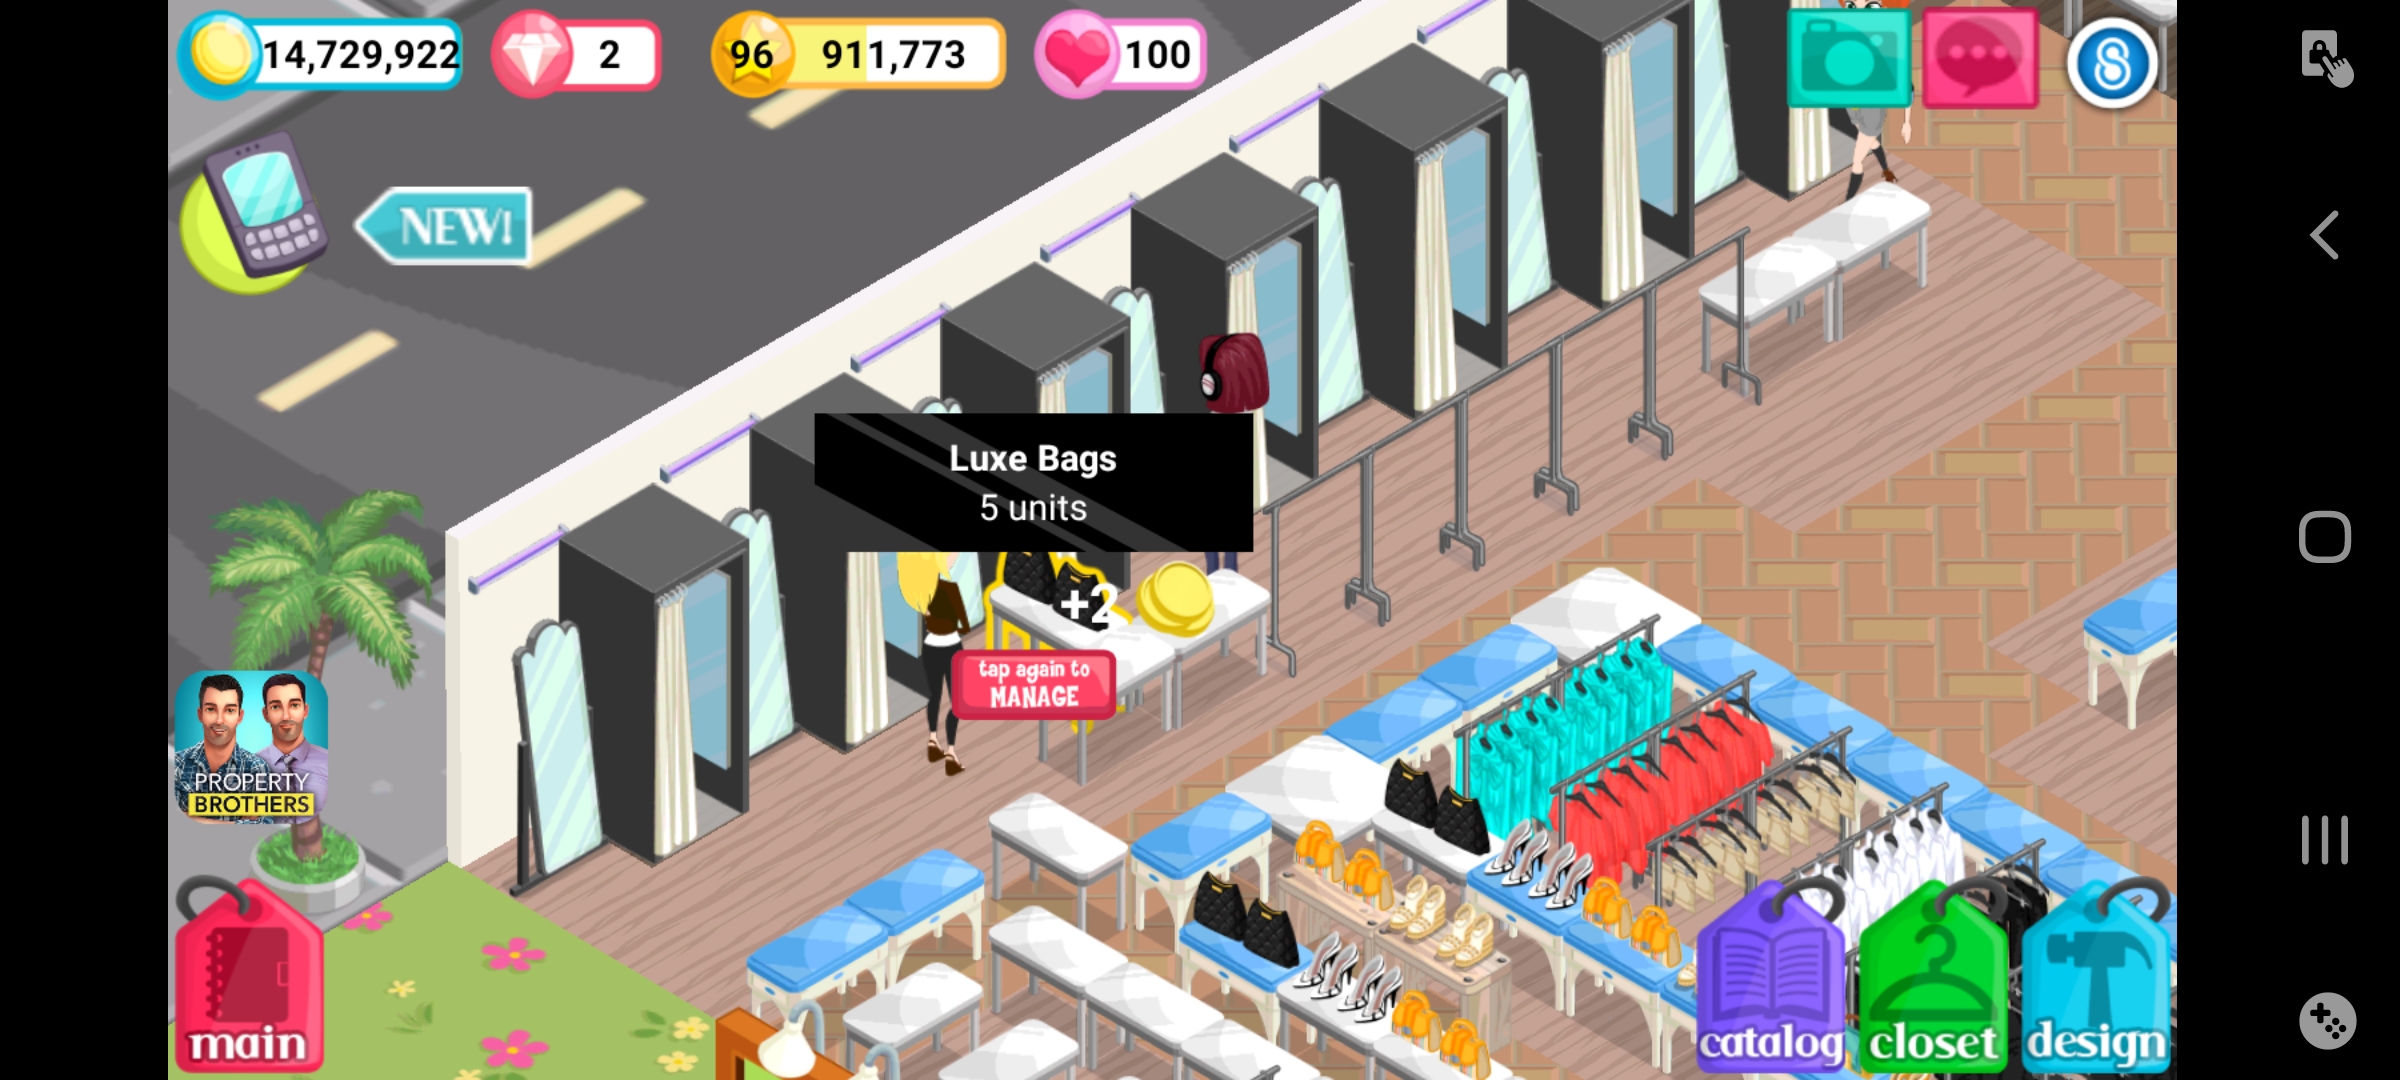 14,729,922
2
96
911,773
100
NEW!
Luxe Bags
5 units
+2
tap again to
MANAGE
PROPERTY
BROTHERS
main
catalog
closet
design